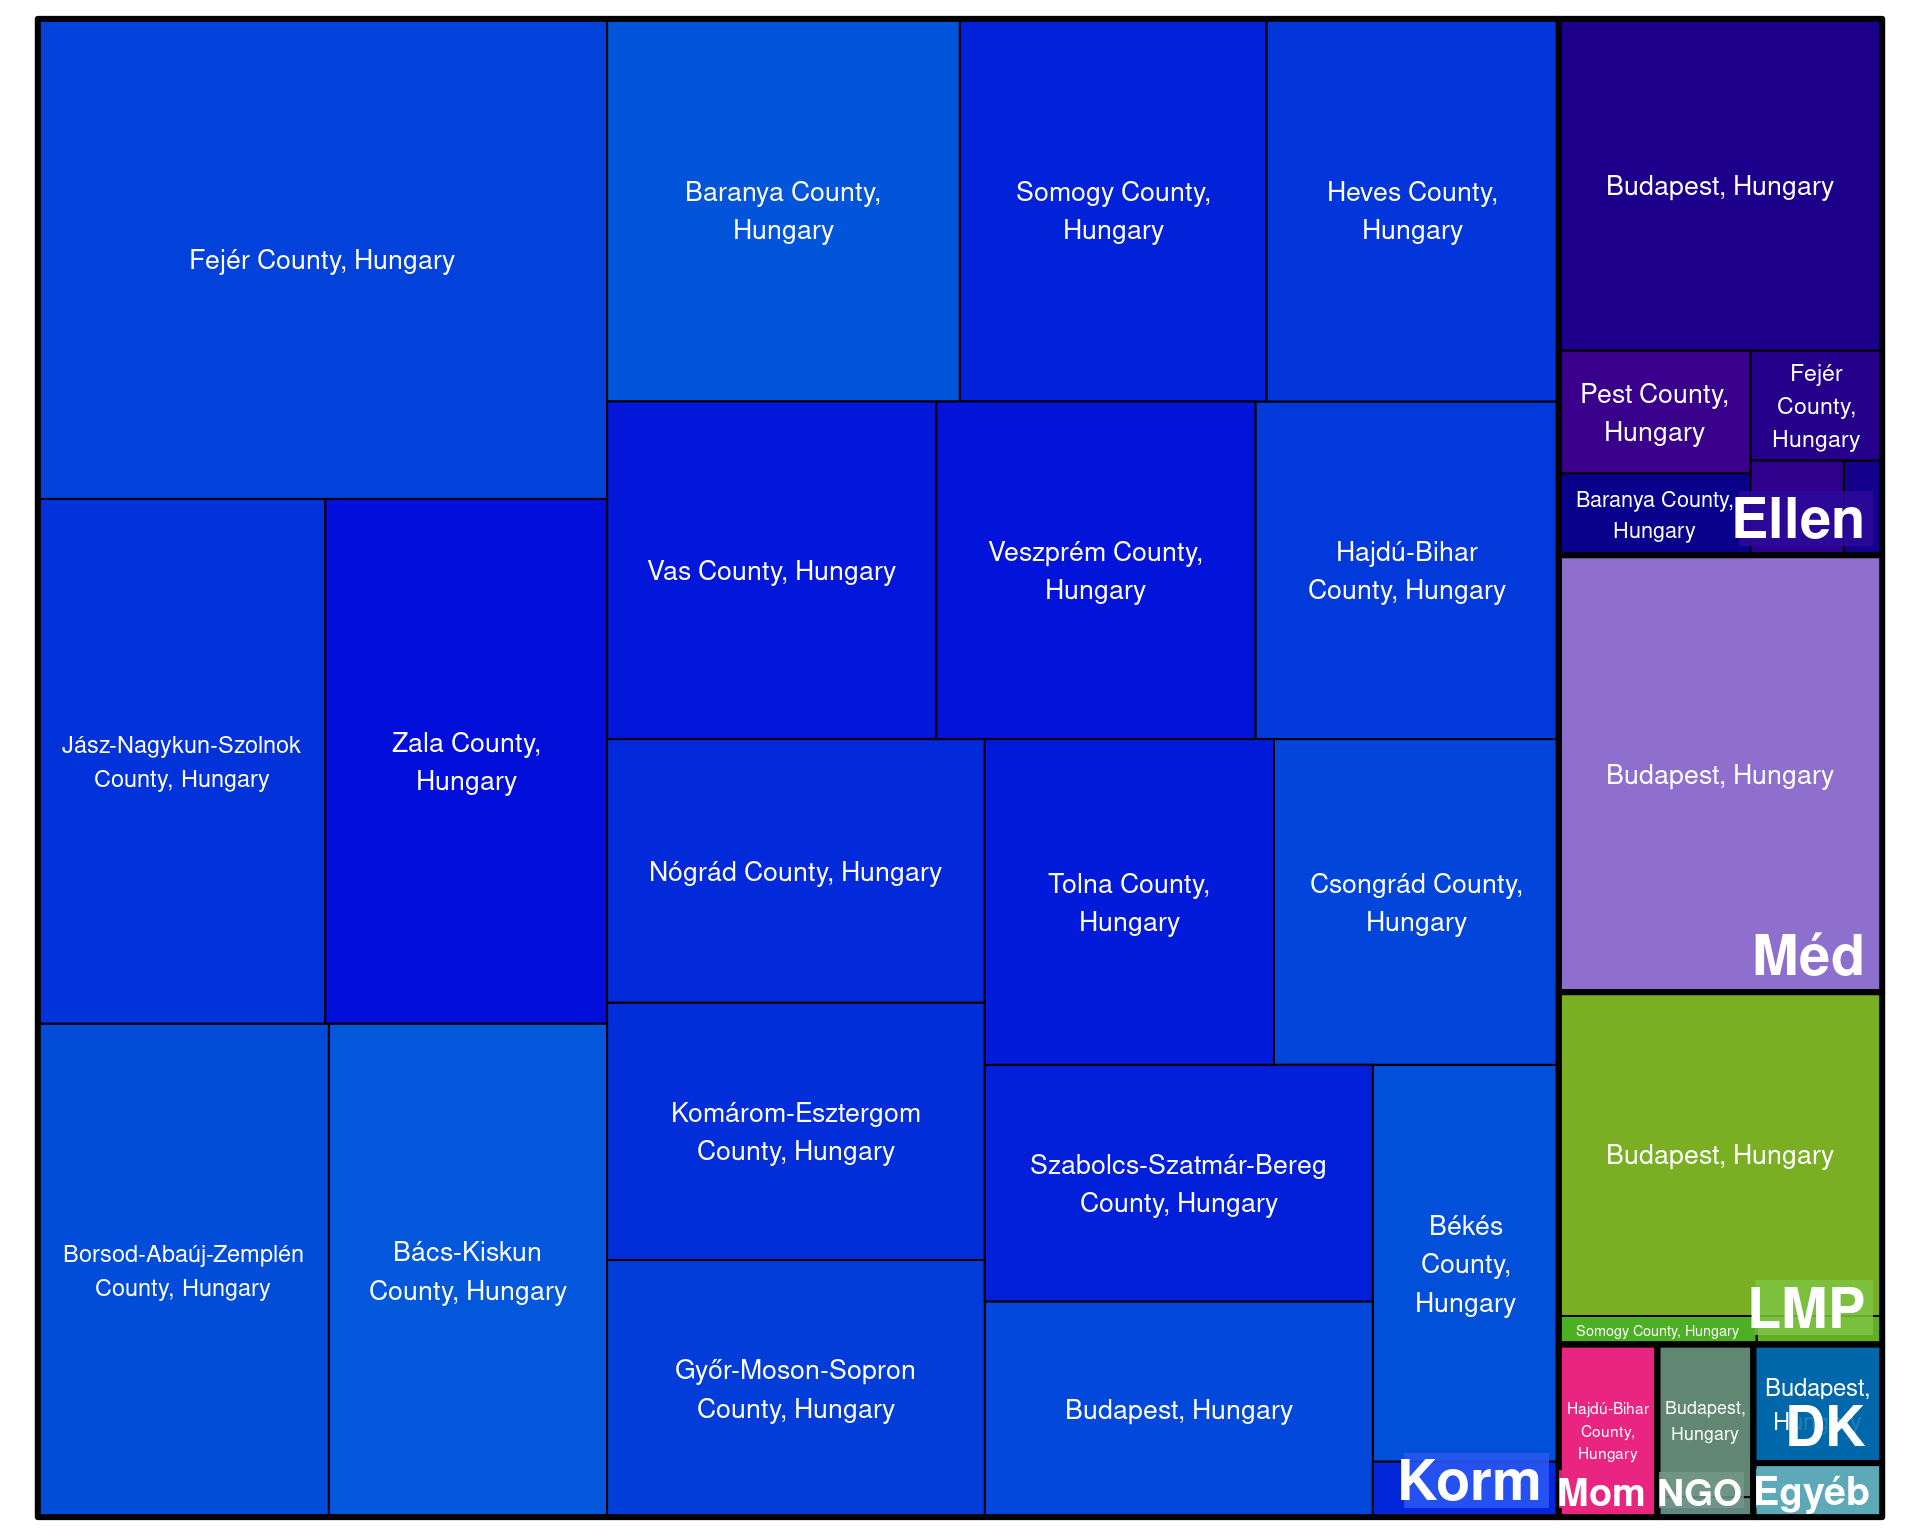 Fejér County, Hungary
Baranya County,
Hungary
Somogy County,
Hungary
Heves County,
Hungary
Jász-Nagykun-Szolnok
County, Hungary
Zala County,
Hungary
Vas County, Hungary
Veszprém County,
Hungary
Hajdú-Bihar
County, Hungary
Nógrád County, Hungary
Tolna County,
Hungary
Csongrád County,
Hungary
Borsod-Abaúj-Zemplén
County, Hungary
Bács-Kiskun
County, Hungary
Komárom-Esztergom
County, Hungary
Szabolcs-Szatmár-Bereg
County, Hungary
Békés
County,
Hungary
Győr-Moson-Sopron
County, Hungary
Budapest, Hungary
Korm
Budapest, Hungary
Pest County,
Hungary
Fejér
County,
Hungary
Baranya County,
Hungary
Ellen
Budapest, Hungary
Méd
Budapest, Hungary
LMP
Somogy County, Hungary
Hajdú-Bihar
County,
Hungary
Mom
Budapest,
Hungary
NGO
Budapest,
Hungary
DK
Egyéb